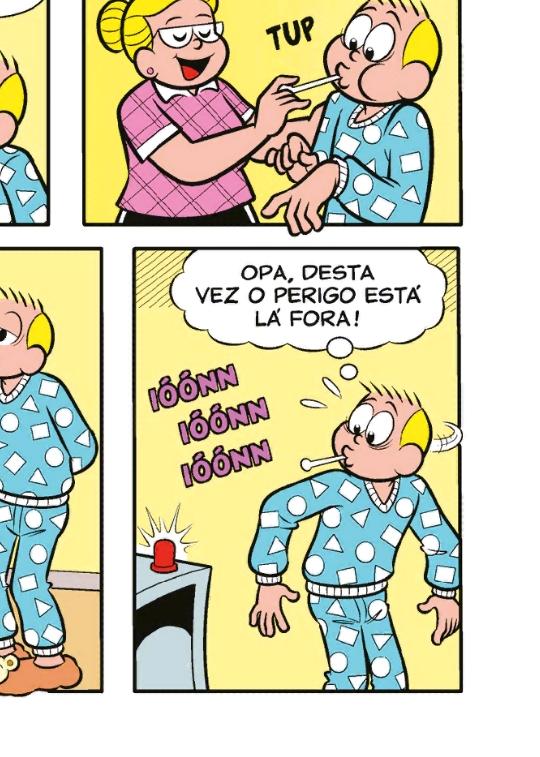 TUP
OPA, DESTA
VEZ O PERIGO ESTÁ
LÁ FORA!
IÓÓNN
IÓÓNN
IÓÓNN